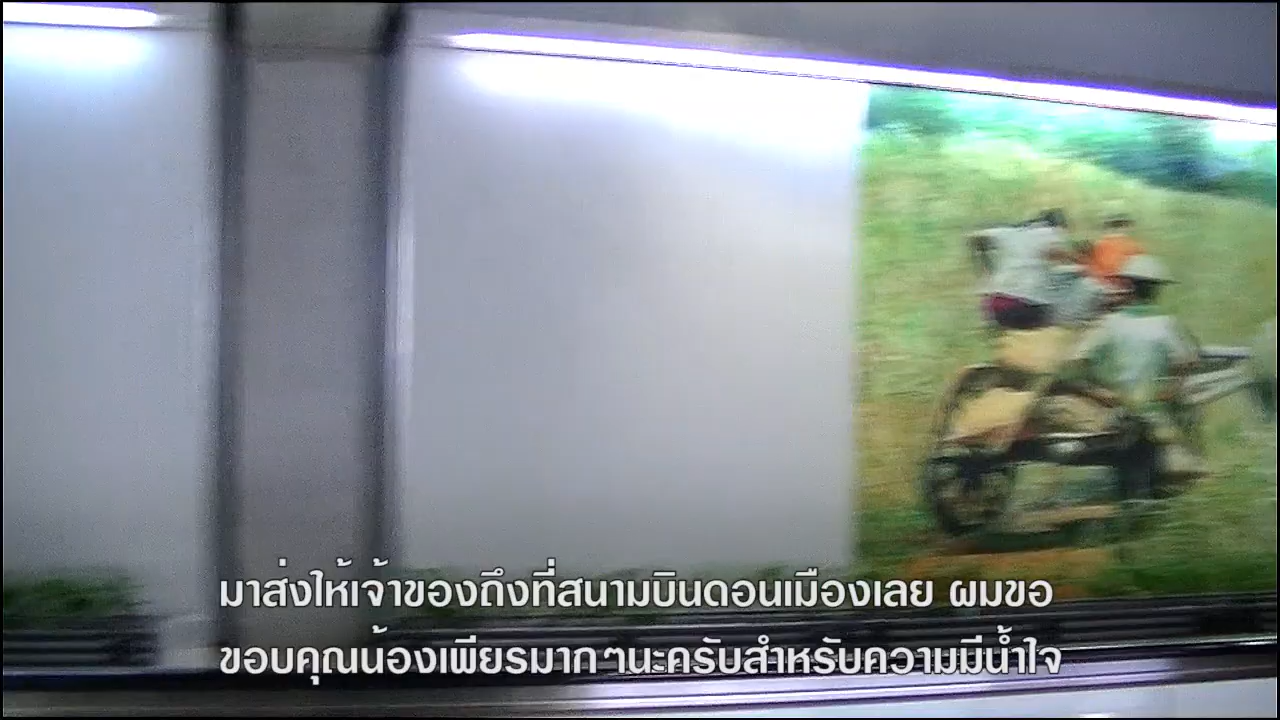 มาส่งให้เจ้าของถึงที่สนามบินดอนเมืองเลย ผมขอ
ขอบคุณน้องเพียรมากๆนะครับสำหรับความมีน้ำใจ